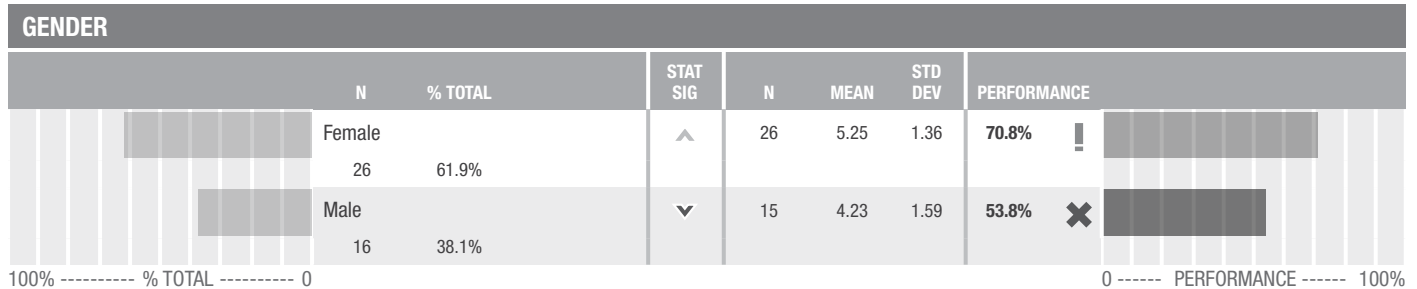 GENDER
N % TOTAL STAT SIG N MEAN STD DEV PERFORMANCE
Female 26 5.25 1.36 70.8% !
26 61.9%
Male 15 4.23 1.59 53.8%
16 38.1%
100% ---------- % TOTAL ---------- 0 0 ------ PERFORMANCE ------ 100%